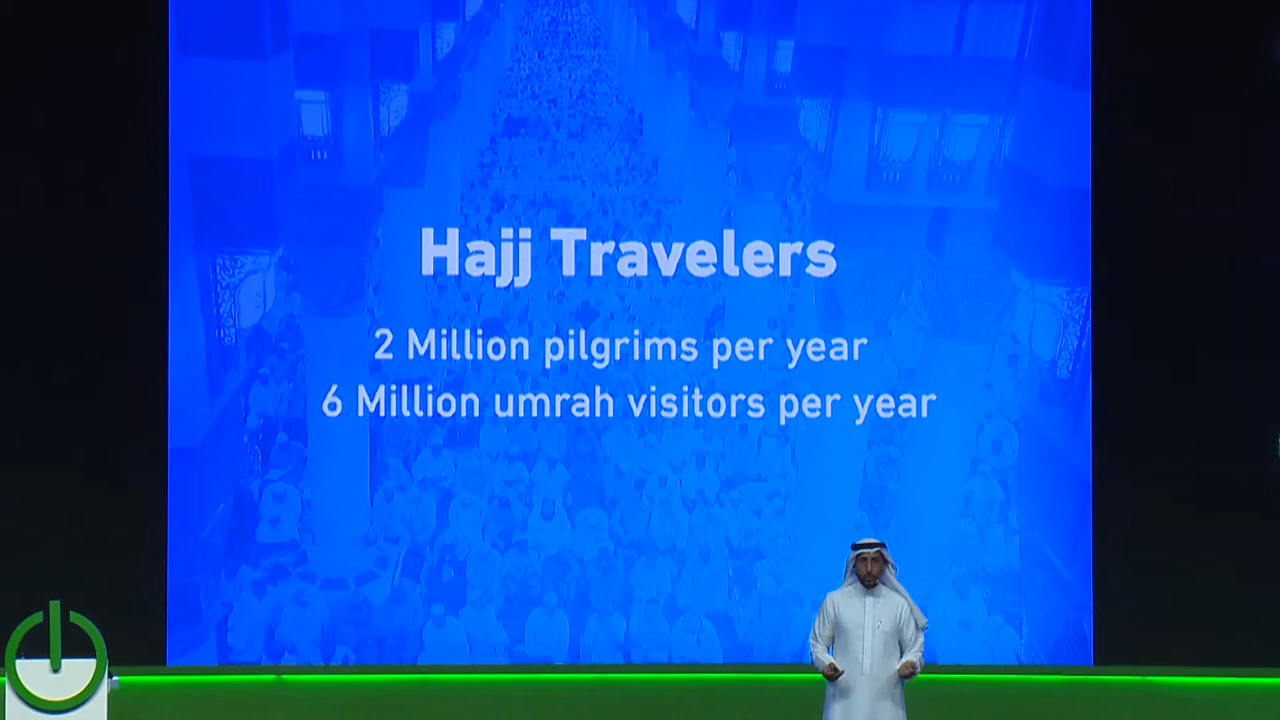 Hajj Travelers
2 Million pilgrims per year
6 Million umrah visitors per year